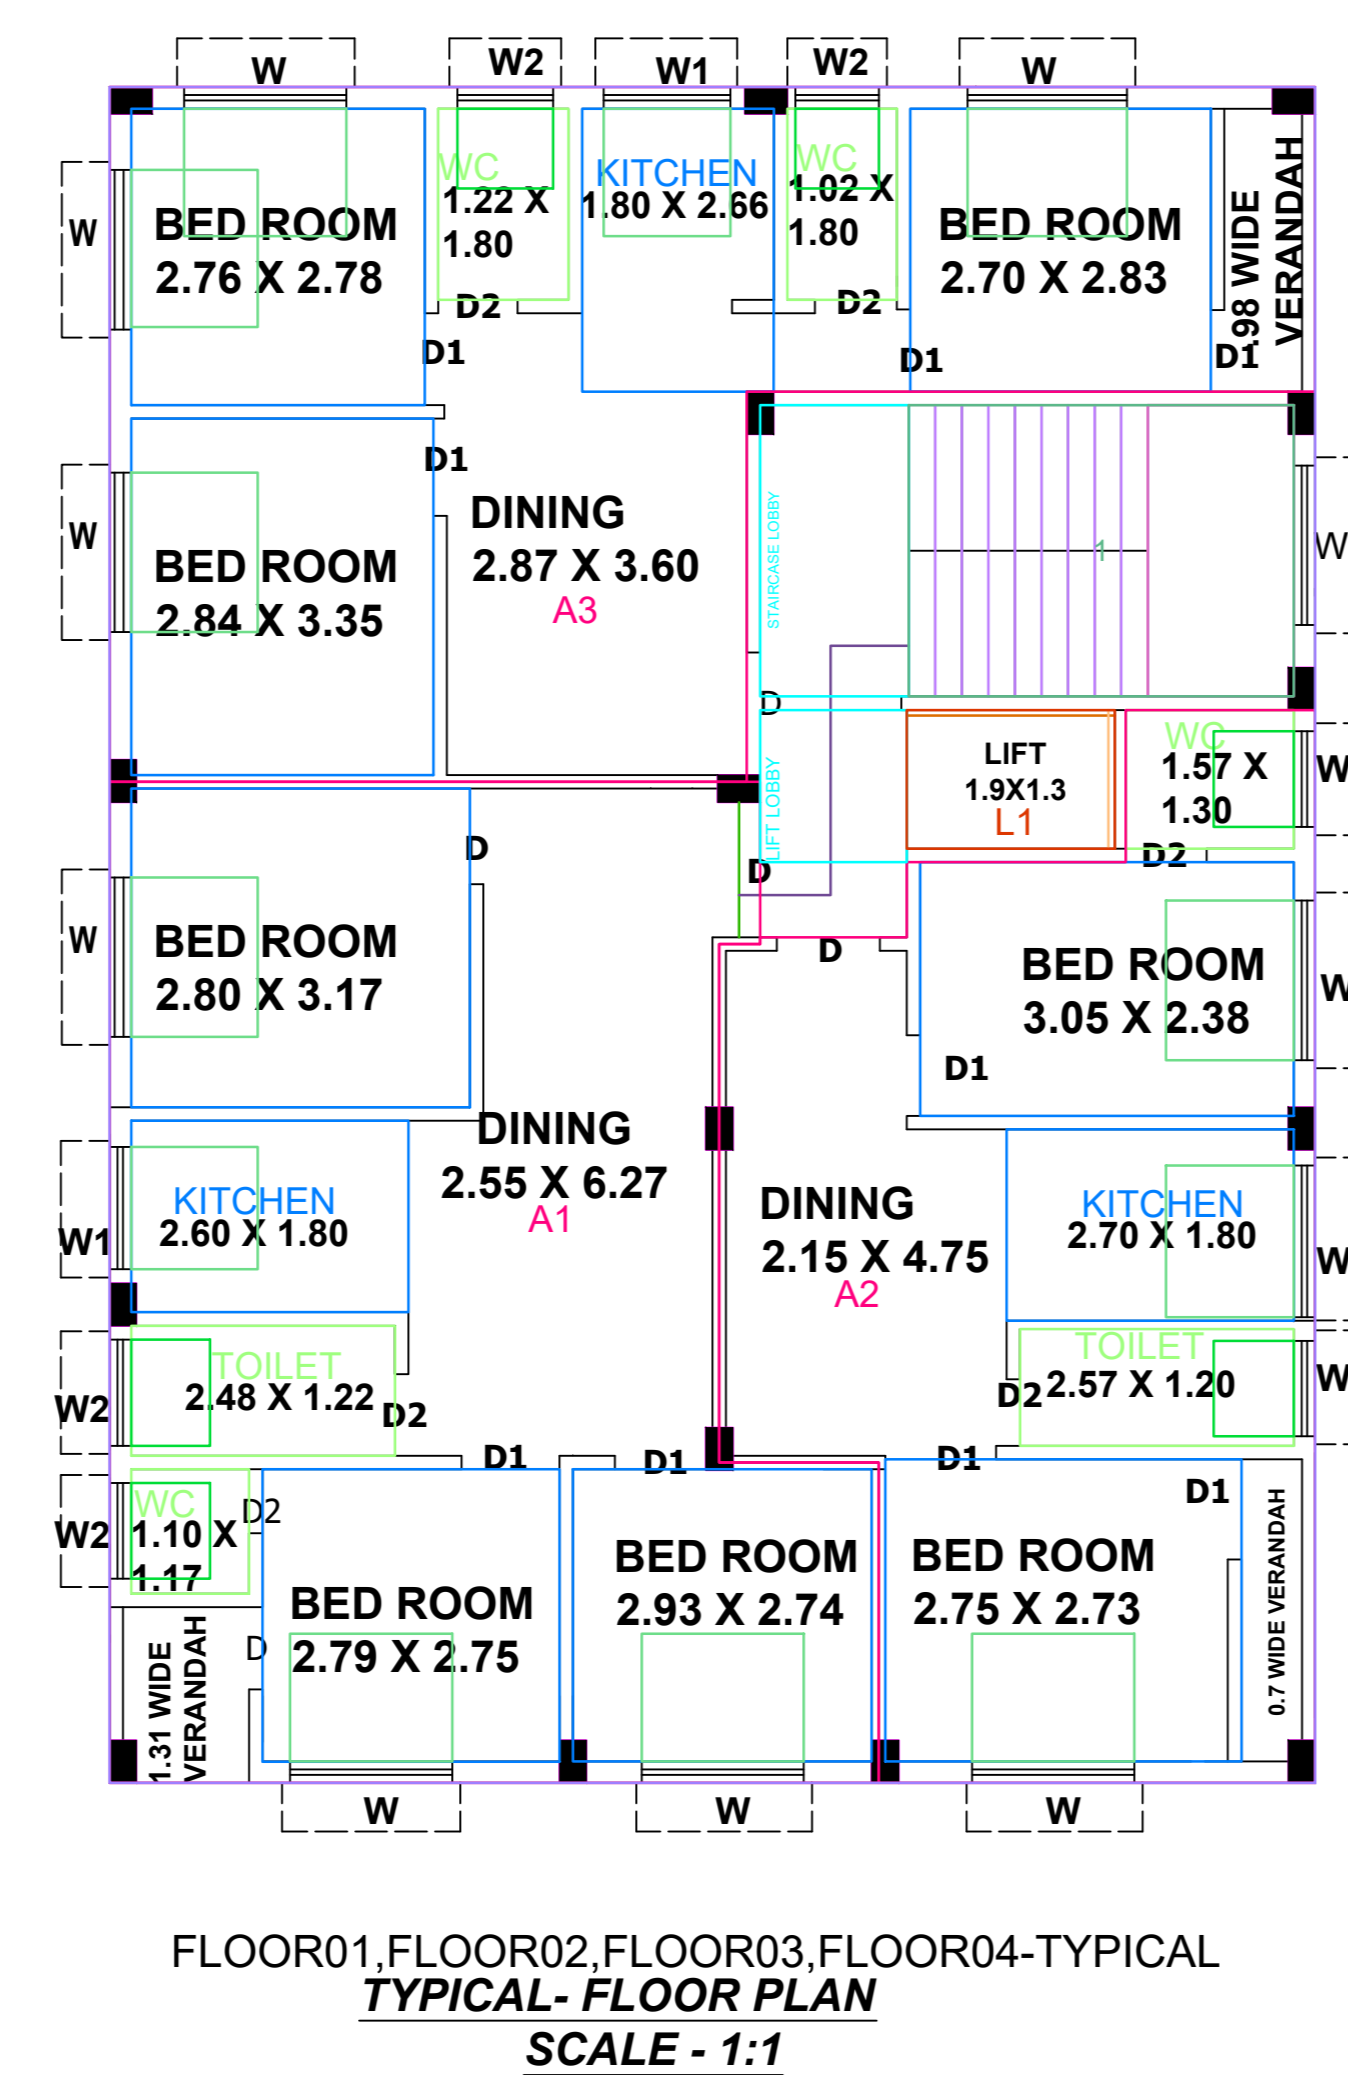 W
W2
W1
W2
W
W
BED ROOM
2.76 X 2.78
WC
1.22 X
1.80
D2
KITCHEN
1.80 X 2.66
WC
1.02 X
1.80
D2
BED ROOM
2.70 X 2.83
.98 WIDE
VERANDAH
D1
D1
D1
D1
W
BED ROOM
2.84 X 3.35
DINING
2.87 X 3.60
A3
STAIRCASE LOBBY
1
W
D
LIFT LOBBY
LIFT
1.9X1.3
L1
WC
1.57 X
1.30
W
D2
D
D
D
W
BED ROOM
2.80 X 3.17
BED ROOM
3.05 X 2.38
W
D1
DINING
2.55 X 6.27
A1
W1
KITCHEN
2.60 X 1.80
DINING
2.15 X 4.75
A2
KITCHEN
2.70 X 1.80
W
W2
TOILET
2.48 X 1.22
D2
TOILET
2.57 X 1.20
D2
W
D1
D1
D1
D1
W2
WC
1.10 X
1.17
D2
BED ROOM
2.79 X 2.75
BED ROOM
2.93 X 2.74
BED ROOM
2.75 X 2.73
0.7 WIDE VERANDAH
D
1.31 WIDE
VERANDAH
W
W
W
FLOOR01,FLOOR02,FLOOR03,FLOOR04-TYPICAL
TYPICAL- FLOOR PLAN
SCALE - 1:1